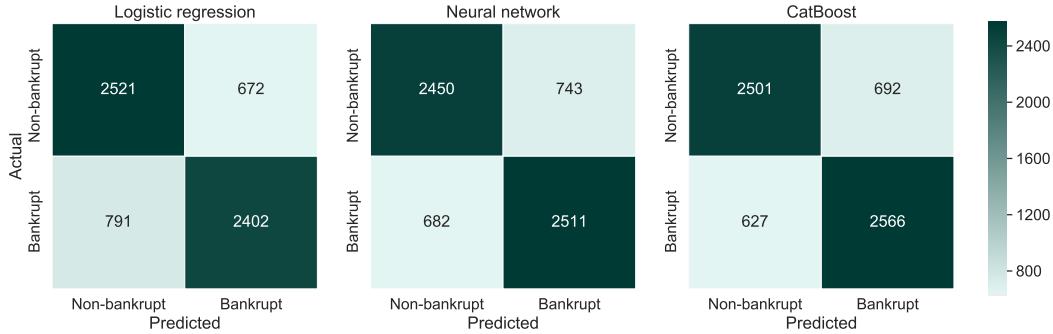 Logistic regression
Neural network
CatBoost
Actual
Non-bankrupt
Bankrupt
2521 672
791 2402
Non-bankrupt Bankrupt
Predicted
Non-bankrupt
Bankrupt
2450 743
682 2511
Non-bankrupt Bankrupt
Predicted
Non-bankrupt
Bankrupt
2501 692
627 2566
Non-bankrupt Bankrupt
Predicted
2400
2000
1600
1200
800